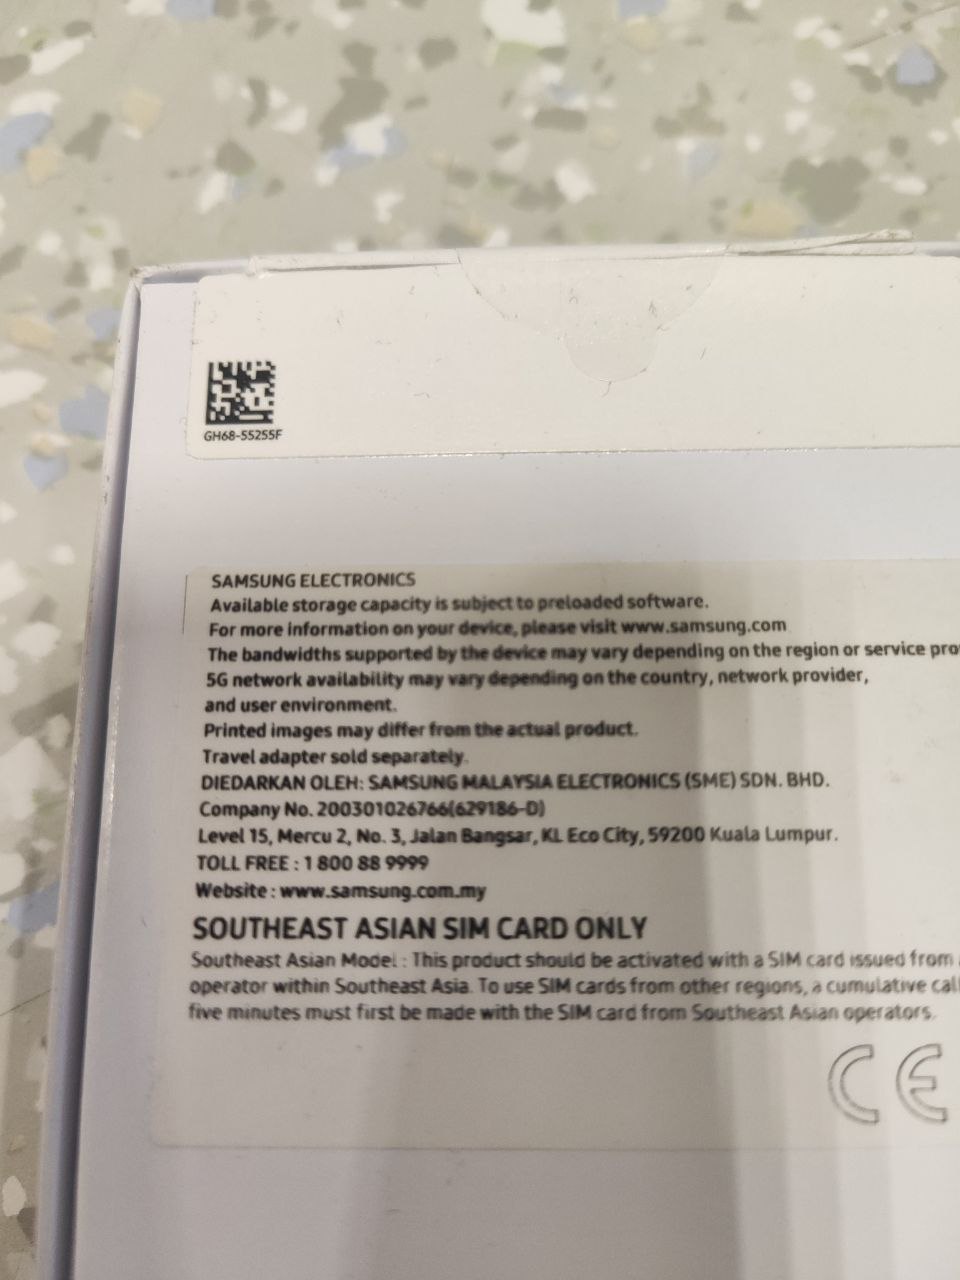 GH68-55255F
SAMSUNG ELECTRONICS
Available storage capacity is subject to preloaded software.
For more information on your device, please visit www.samsung.com
The bandwidths supported by the device may vary depending on the region or service pro
5G network availability may vary depending on the country, network provider,
and user environment.
Printed images may differ from the actual product.
Travel adapter sold separately.
DIEDARKAN OLEH: SAMSUNG MALAYSIA ELECTRONICS (SME) SDN. BHD.
Company No. 200301026766(629186-D)
Level 15, Mercu 2, No. 3, Jalan Bangsar, KL Eco City, 59200 Kuala Lumpur.
TOLL FREE : 1 800 88 9999
Website : www.samsung.com.my
SOUTHEAST ASIAN SIM CARD ONLY
Southeast Asian Model : This product should be activated with a SIM card issued from
operator within Southeast Asia. To use SIM cards from other regions, a cumulative call
five minutes must first be made with the SIM card from Southeast Asian operators.
CE